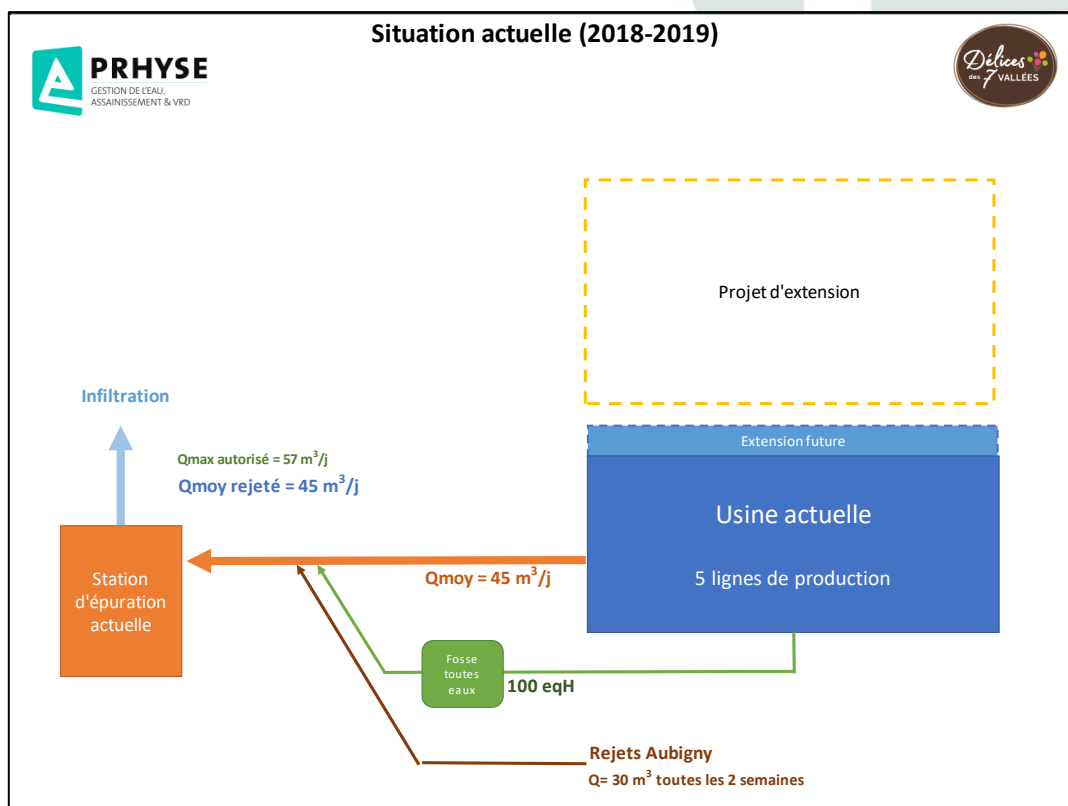 Situation actuelle (2018-2019)
PRHYSE
GESTION DE L'EAU,
ASSAINISSEMENT & VRD
Délices
des 7 VALLÉES
Projet d'extension
Infiltration
Extension future
Qmax autorisé = 57 m³/j
Qmoy rejeté = 45 m³/j
Usine actuelle
5 lignes de production
Qmoy = 45 m³/j
Station
d'épuration
actuelle
Fosse
toutes
eaux
100 eqH
Rejets Aubigny
Q= 30 m³ toutes les 2 semaines